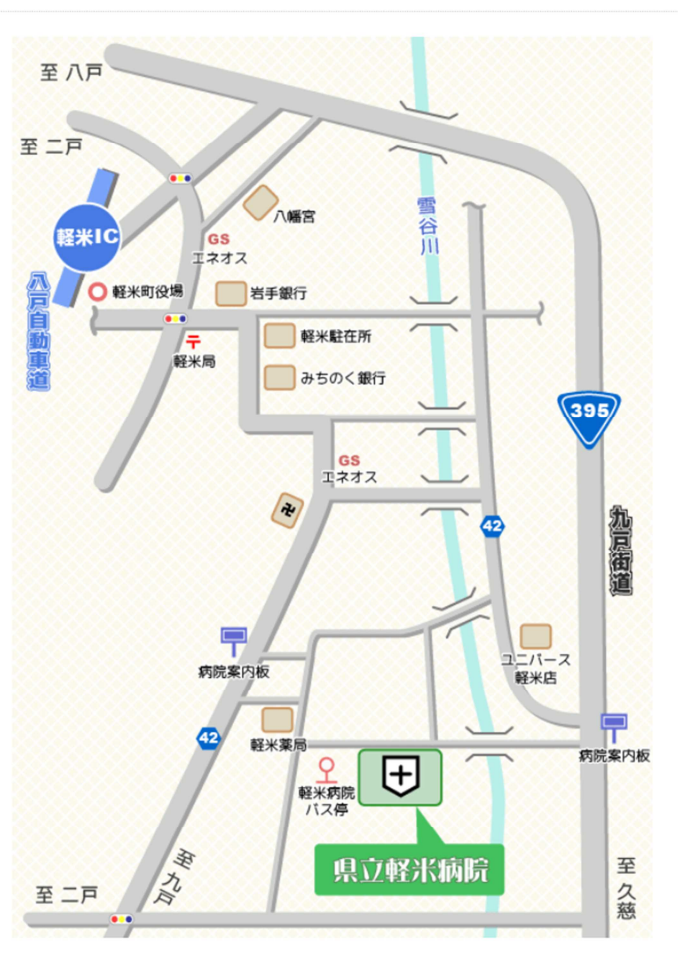 至 八戸
至 二戸
軽米IC
八戸自動車道
八幡宮
雪谷川
GS
エネオス
軽米町役場
岩手銀行
軽米局
軽米駐在所
みちのく銀行
395
GS
エネオス
42
九戸街道
病院案内板
ユニバース
軽米店
42
軽米薬局
病院案内板
軽米病院
バス停
県立軽米病院
至 九戸
至 二戸
至 久慈